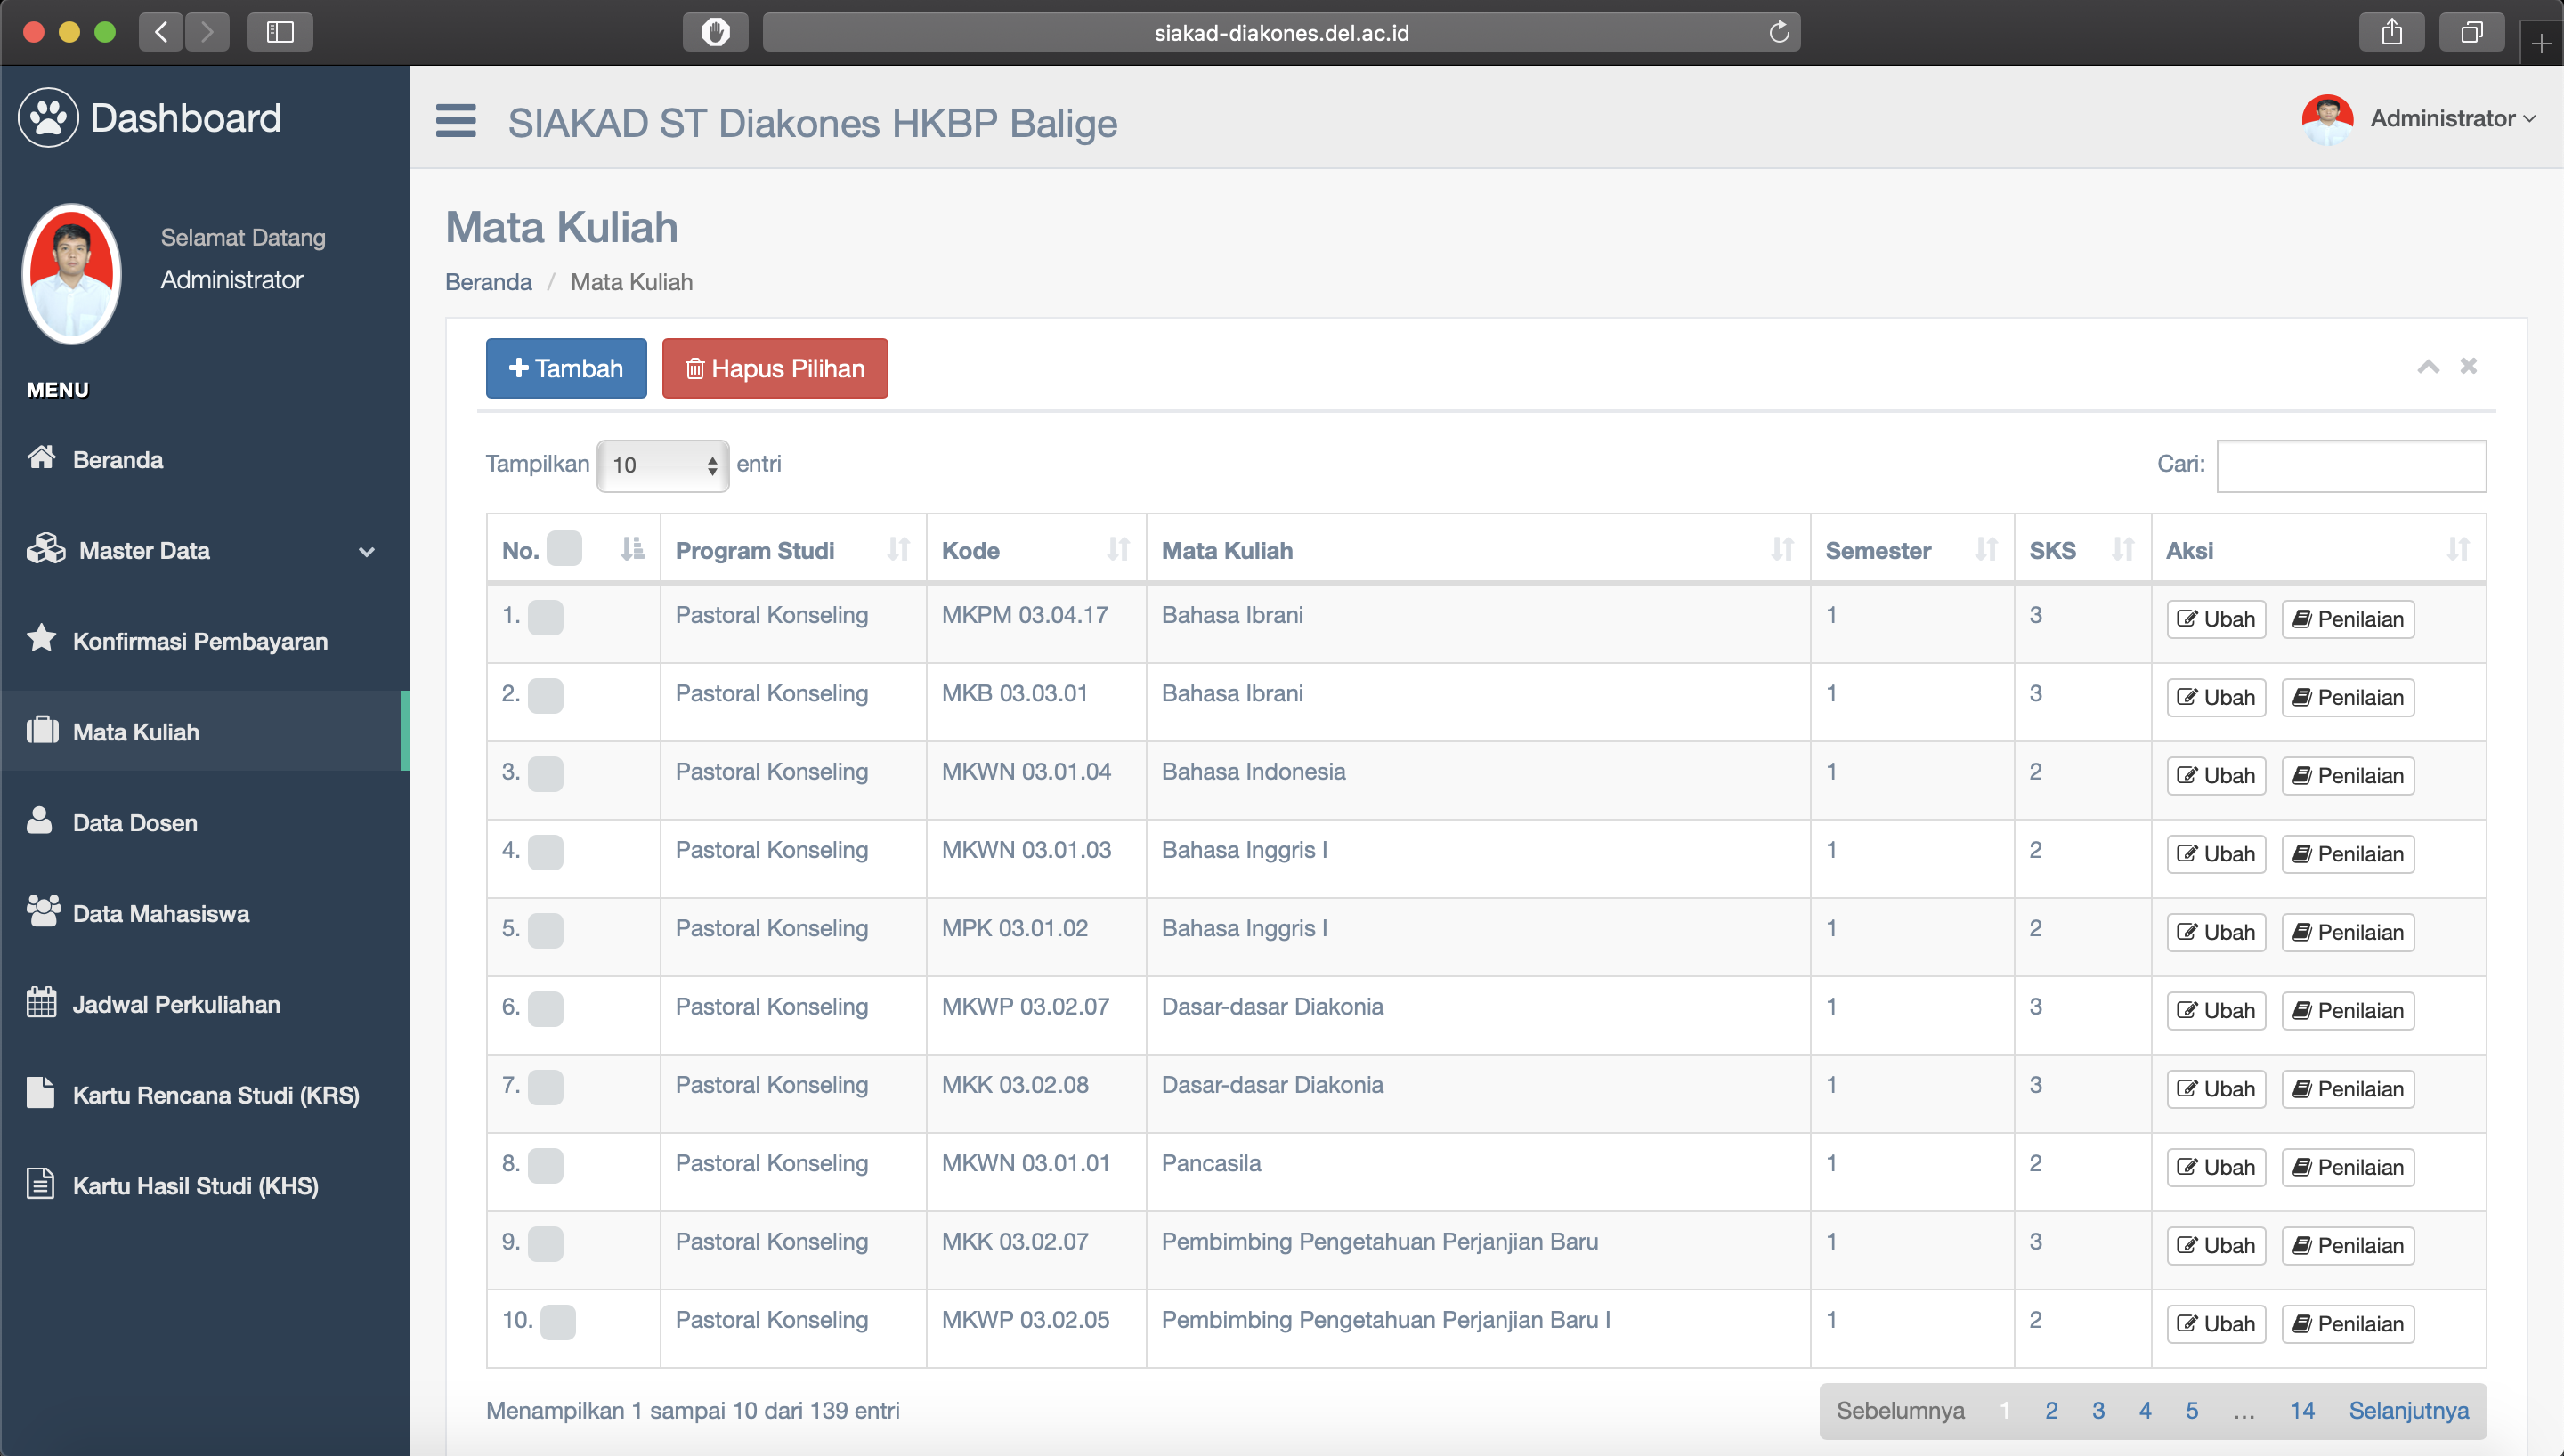 siakad-diakones.del.ac.id
Dashboard
SIAKAD ST Diakones HKBP Balige
Administrator
Selamat Datang
Administrator
MENU
Beranda
Master Data
Konfirmasi Pembayaran
Mata Kuliah
Data Dosen
Data Mahasiswa
Jadwal Perkuliahan
Kartu Rencana Studi (KRS)
Kartu Hasil Studi (KHS)
Mata Kuliah
Beranda / Mata Kuliah
Tambah Hapus Pilihan
Tampilkan 10 entri Cari:
No. Program Studi Kode Mata Kuliah Semester SKS Aksi
1. Pastoral Konseling MKPM 03.04.17 Bahasa Ibrani 1 3 Ubah Penilaian
2. Pastoral Konseling MKB 03.03.01 Bahasa Ibrani 1 3 Ubah Penilaian
3. Pastoral Konseling MKWN 03.01.04 Bahasa Indonesia 1 2 Ubah Penilaian
4. Pastoral Konseling MKWN 03.01.03 Bahasa Inggris I 1 2 Ubah Penilaian
5. Pastoral Konseling MPK 03.01.02 Bahasa Inggris I 1 2 Ubah Penilaian
6. Pastoral Konseling MKWP 03.02.07 Dasar-dasar Diakonia 1 3 Ubah Penilaian
7. Pastoral Konseling MKK 03.02.08 Dasar-dasar Diakonia 1 3 Ubah Penilaian
8. Pastoral Konseling MKWN 03.01.01 Pancasila 1 2 Ubah Penilaian
9. Pastoral Konseling MKK 03.02.07 Pembimbing Pengetahuan Perjanjian Baru 1 3 Ubah Penilaian
10. Pastoral Konseling MKWP 03.02.05 Pembimbing Pengetahuan Perjanjian Baru I 1 2 Ubah Penilaian
Menampilkan 1 sampai 10 dari 139 entri
Sebelumnya 1 2 3 4 5 … 14 Selanjutnya